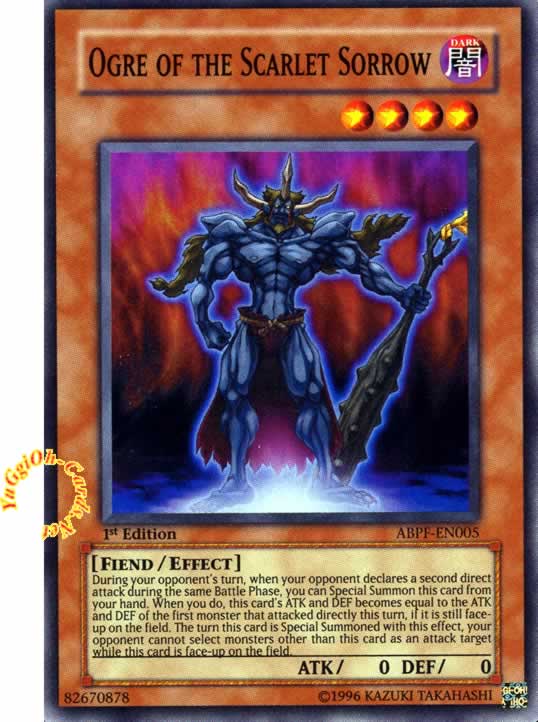 OGRE OF THE SCARLET SORROW
DARK
闇
1st Edition
ABPF-EN005
[FIEND / EFFECT]
During your opponent's turn, when your opponent declares a second direct
attack during the same Battle Phase, you can Special Summon this card from
your hand. When you do, this card's ATK and DEF becomes equal to the ATK
and DEF of the first monster that attacked directly this turn, if it is still face-
up on the field. The turn this card is Special Summoned with this effect, your
opponent cannot select monsters other than this card as an attack target
while this card is face-up on the field.
ATK / 0 DEF / 0
82670878
©1996 KAZUKI TAKAHASHI
YuGgiOh-Cards.Net